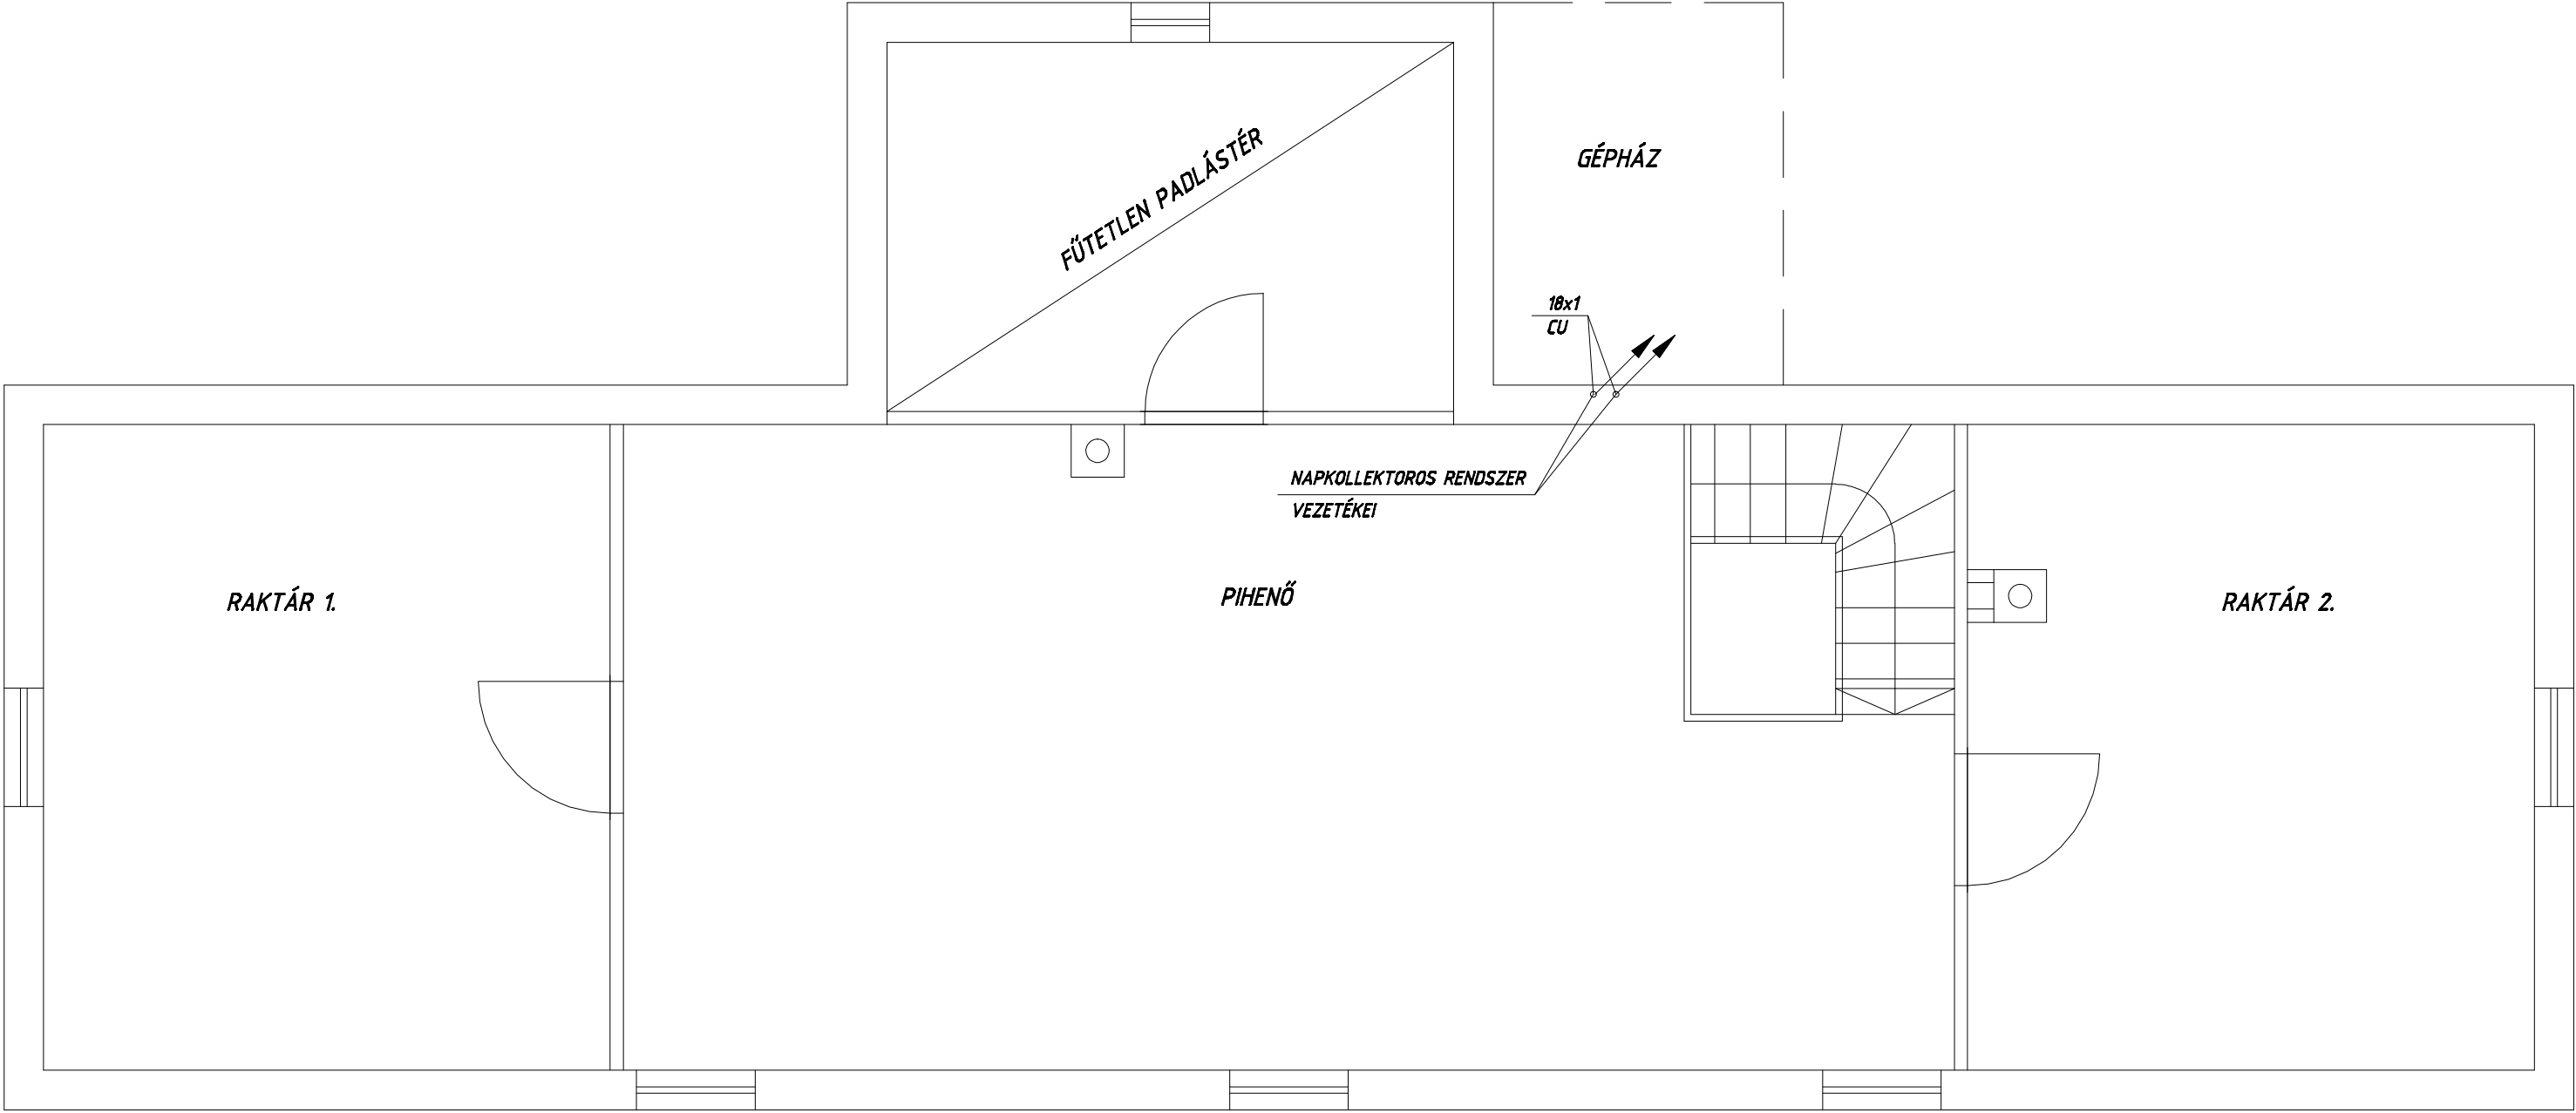 FŰTETLEN PADLÁSTÉR
GÉPHÁZ
18x1
CU
NAPKOLLEKTOROS RENDSZER
VEZETÉKEI
RAKTÁR 1.
PIHENŐ
RAKTÁR 2.